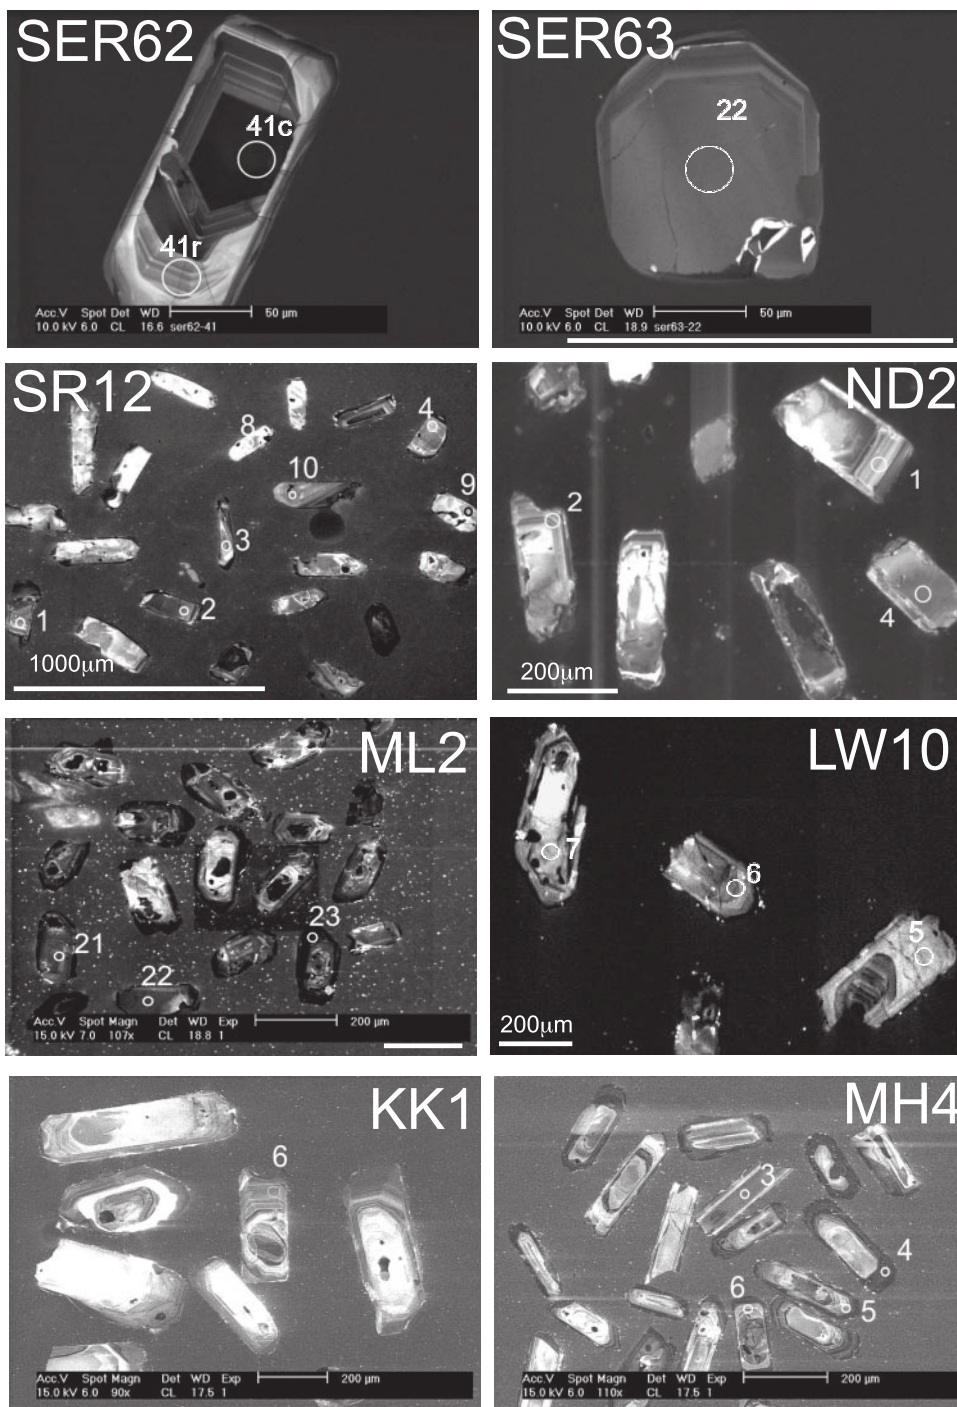 SER62
41c
41r
Acc.V Spot Det WD 50 µm
10.0 kV 6.0 CL 16.6 ser62-41
SER63
22
Acc.V Spot Det WD 50 µm
10.0 kV 6.0 CL 18.9 ser63-22
SR12
8
4
10
9
3
2
1
1000µm
ND2
1
2
4
200µm
ML2
23
21
22
Acc.V Spot Magn Det WD Exp 200 µm
15.0 kV 7.0 107x CL 18.8 1
LW10
7
6
5
200µm
KK1
6
Acc.V Spot Magn Det WD Exp 200 µm
15.0 kV 6.0 90x CL 17.5 1
MH4
3
4
6
5
Acc.V Spot Magn Det WD Exp 200 µm
15.0 kV 6.0 110x CL 17.5 1